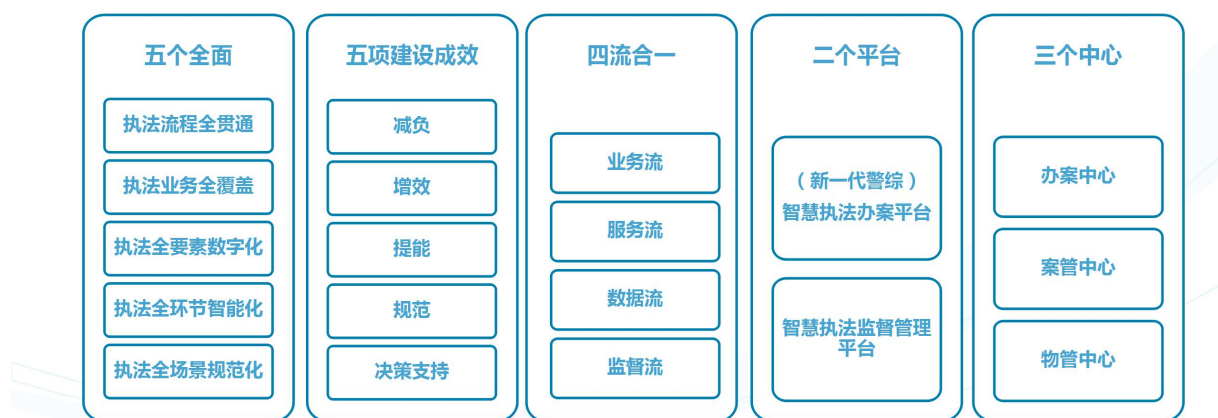 五个全面
执法流程全贯通
执法业务全覆盖
执法全要素数字化
执法全环节智能化
执法全场景规范化
五项建设成效
减负
增效
提能
规范
决策支持
四流合一
业务流
服务流
数据流
监督流
二个平台
（新一代警综）
智慧执法办案平台
智慧执法监督管理
平台
三个中心
办案中心
案管中心
物管中心